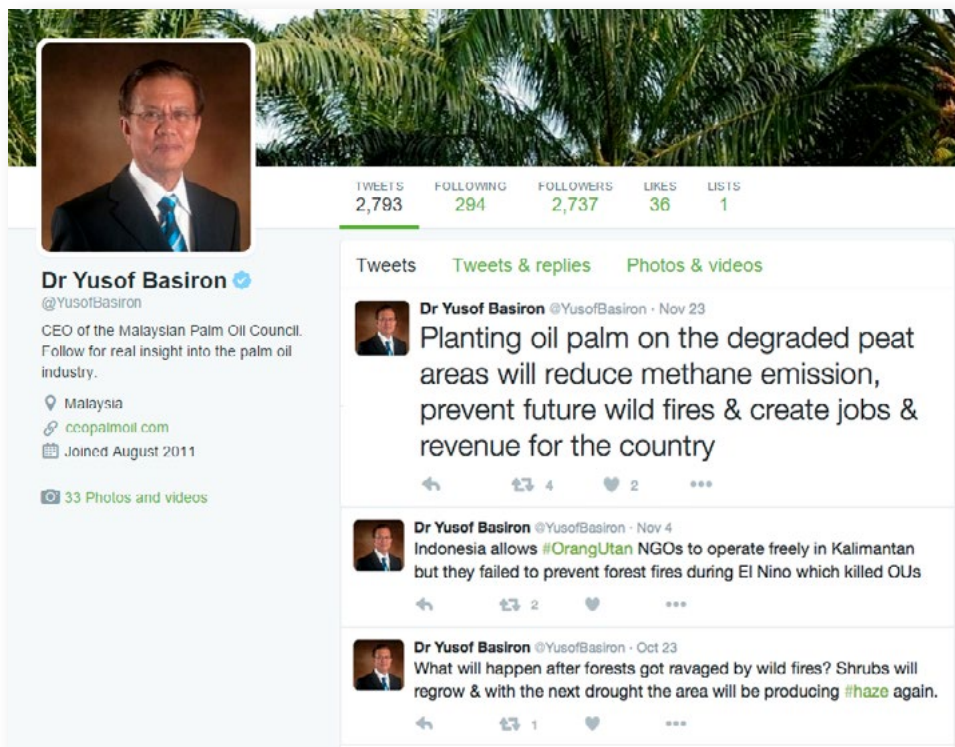 TWEETS FOLLOWING FOLLOWERS LIKES LISTS
2,793 294 2,737 36 1
Dr Yusof Basiron
@YusofBasiron
CEO of the Malaysian Palm Oil Council.
Follow for real insight into the palm oil
industry.
Malaysia
ceopalmoil.com
Joined August 2011
33 Photos and videos
Tweets Tweets & replies Photos & videos
Dr Yusof Basiron @YusofBasiron · Nov 23
Planting oil palm on the degraded peat
areas will reduce methane emission,
prevent future wild fires & create jobs &
revenue for the country
4 2
Dr Yusof Basiron @YusofBasiron · Nov 4
Indonesia allows #OrangUtan NGOs to operate freely in Kalimantan
but they failed to prevent forest fires during El Nino which killed OUs
2
Dr Yusof Basiron @YusofBasiron · Oct 23
What will happen after forests got ravaged by wild fires? Shrubs will
regrow & with the next drought the area will be producing #haze again.
1